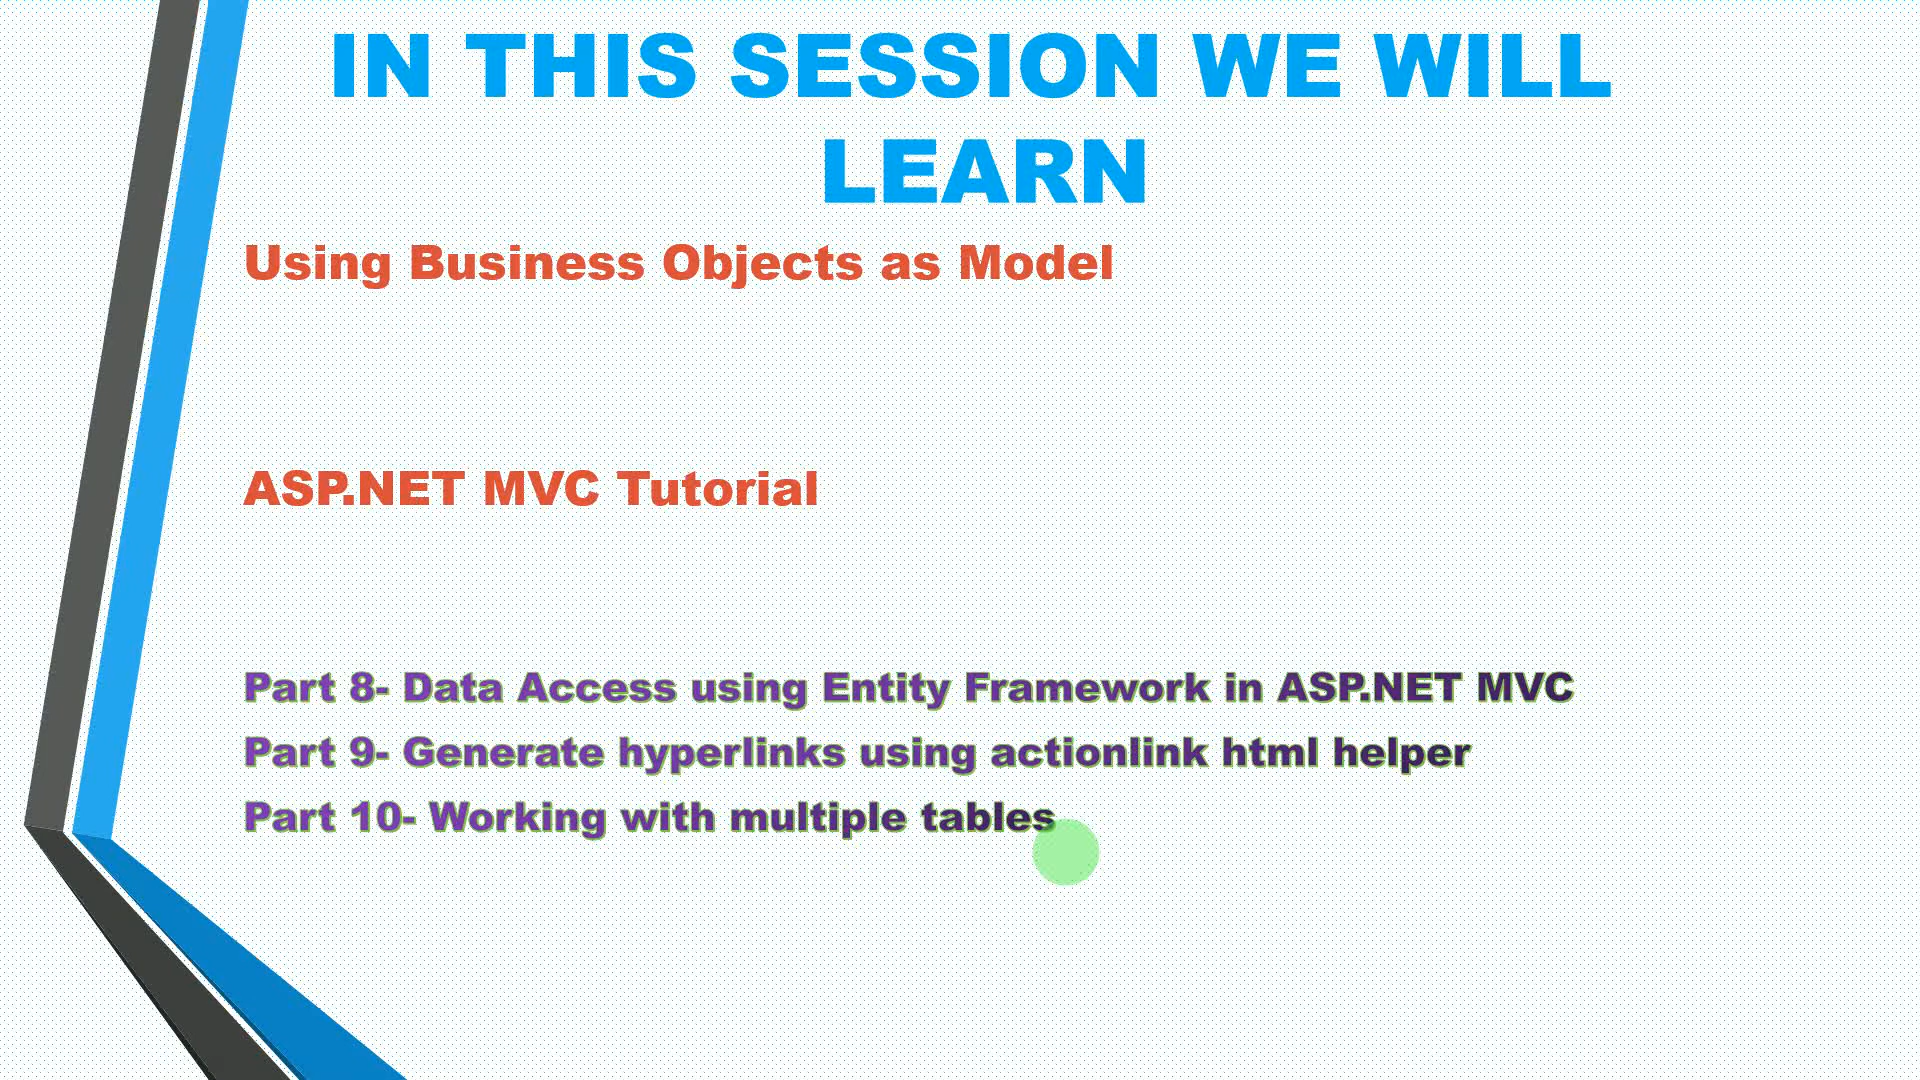 IN THIS SESSION WE WILL
LEARN
Using Business Objects as Model
ASP.NET MVC Tutorial
Part 8- Data Access using Entity Framework in ASP.NET MVC
Part 9- Generate hyperlinks using actionlink html helper
Part 10- Working with multiple tables